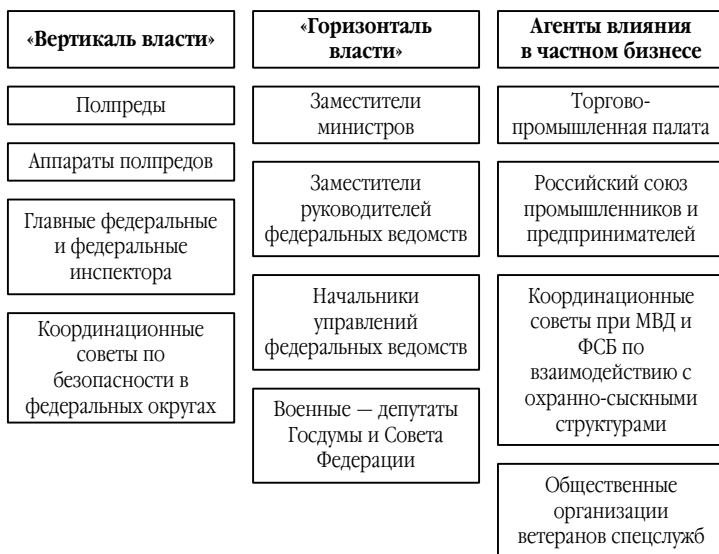 «Вертикаль власти»
Полпреды
Аппараты полпредов
Главные федеральные
и федеральные
инспектора
Координационные
советы по
безопасности в
федеральных округах
«Горизонталь
власти»
Заместители
министров
Заместители
руководителей
федеральных ведомств
Начальники
управлений
федеральных ведомств
Военные — депутаты
Госдумы и Совета
Федерации
Агенты влияния
в частном бизнесе
Торгово-
промышленная палата
Российский союз
промышленников и
предпринимателей
Координационные
советы при МВД и
ФСБ по
взаимодействию с
охранно-сыскными
структурами
Общественные
организации
ветеранов спецслужб